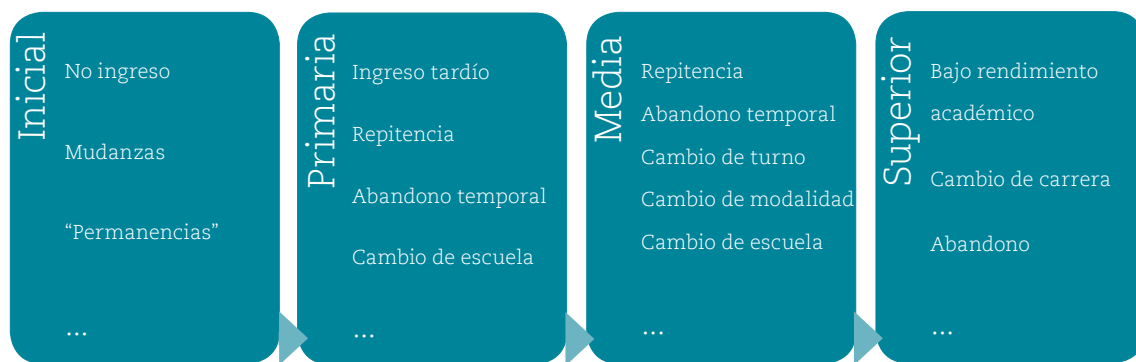 Inicial
No ingreso
Mudanzas
“Permanencias”
...
Primaria
Ingreso tardío
Repitencia
Abandono temporal
Cambio de escuela
...
Media
Repitencia
Abandono temporal
Cambio de turno
Cambio de modalidad
Cambio de escuela
...
Superior
Bajo rendimiento
académico
Cambio de carrera
Abandono
...